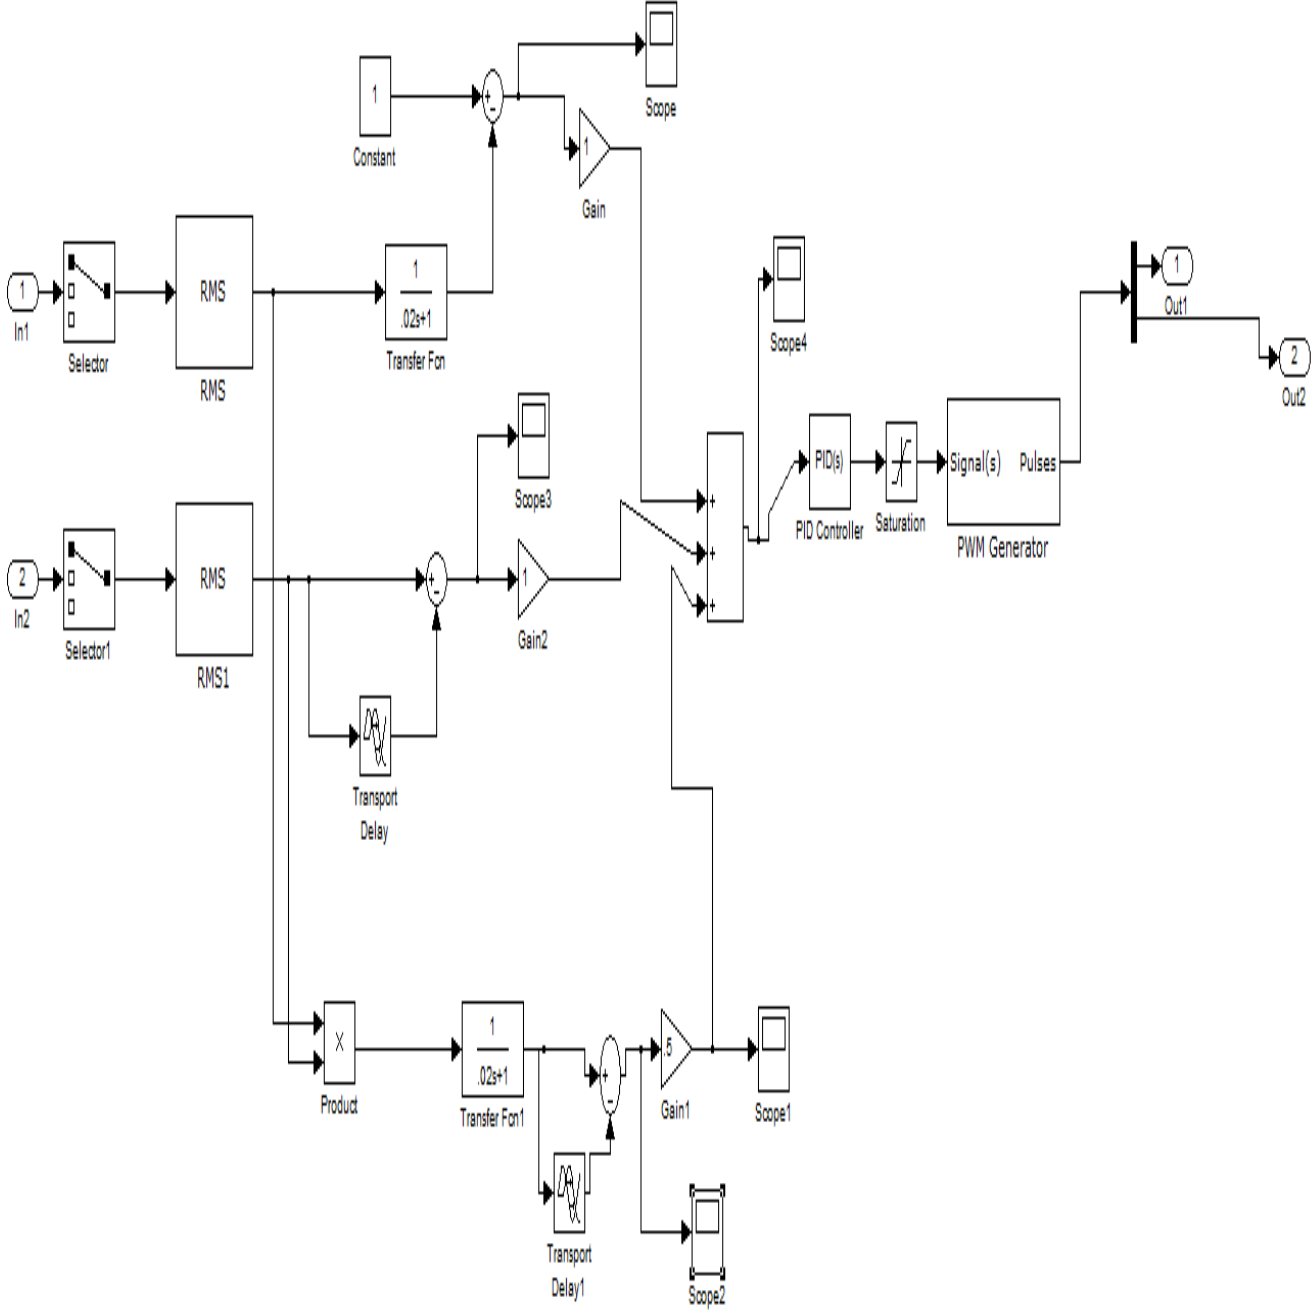 Scope
1
Constant
+
−
1
Gain
1
In1
Selector
RMS
RMS
1
.02s+1
Transfer Fcn
Scope4
1
Out1
2
Out2
Scope3
2
In2
Selector1
RMS
RMS1
+
−
1
Gain2
+
+
+
PID(s)
PID Controller
Saturation
Signal(s) Pulses
PWM Generator
Transport
Delay
×
Product
1
.02s+1
Transfer Fcn1
+
−
.5
Gain1
Scope1
Transport
Delay1
Scope2